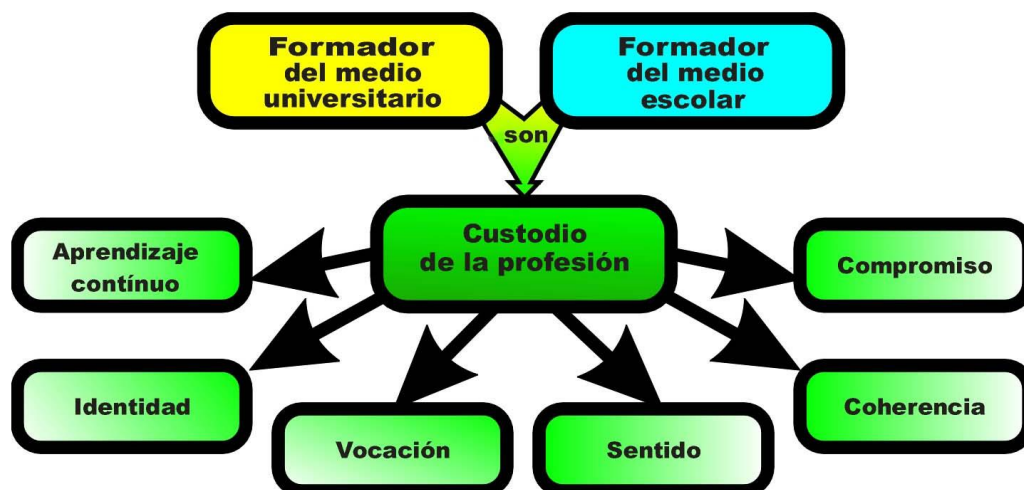 Formador
del medio
universitario
Formador
del medio
escolar
son
Custodio
de la profesión
Aprendizaje
contínuo
Compromiso
Identidad
Coherencia
Vocación
Sentido